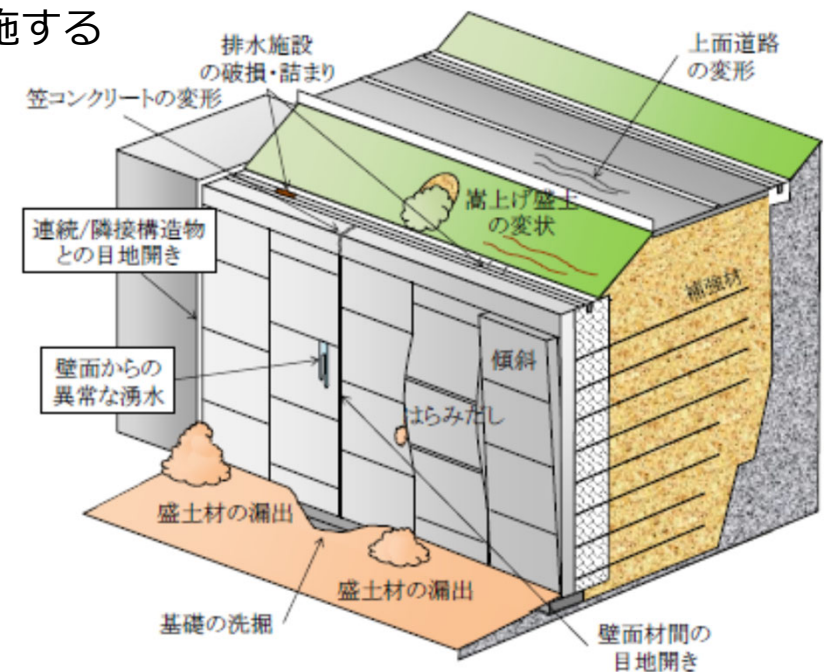 施する
排水施設
の破損・詰まり
上面道路
の変形
笠コンクリートの変形
嵩上げ盛土
の変状
連続/隣接構造物
との目地開き
補強材
壁面からの
異常な湧水
傾斜
はらみだし
盛土材の漏出
盛土材の漏出
基礎の洗掘
壁面材間の
目地開き